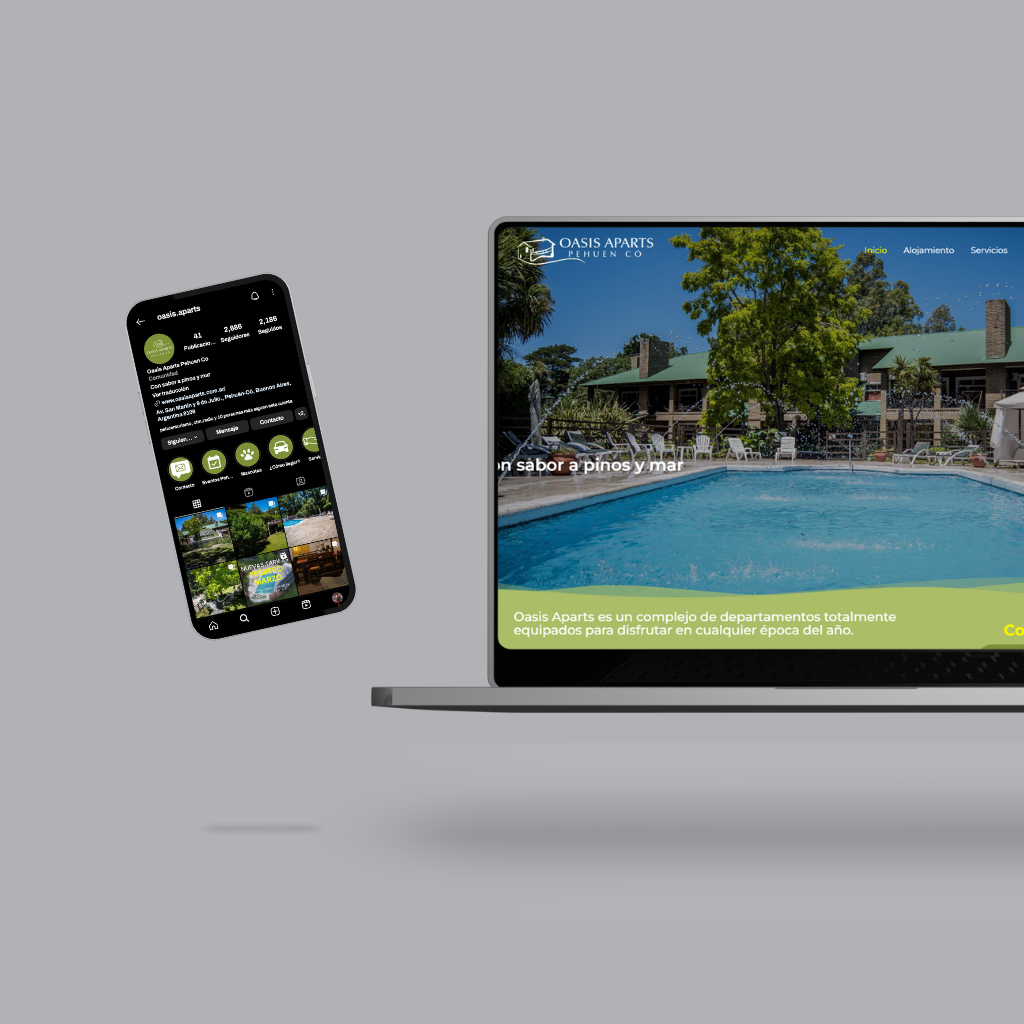 oasis.aparts
41
2,886
2,186
Publicacio...
Seguidores
Seguidos
OASIS APARTS
Oasis Aparts Pehuen Co
Comunidad
Con sabor a pinos y mar
Ver traducción
www.oasisaparts.com.ar/
Av. San Martín y 9 de Julio., Pehuén-Có, Buenos Aires,
Argentina 8109
Siguien...
Mensaje
Contacto
Contacto
Eventos Peh...
Mascotas
¿Cómo llegar?
Servi
NUEVAS TARIFAS
FEBRERO
MARZO
OASIS APARTS
PEHUEN CÓ
Inicio
Alojamiento
Servicios
on sabor a pinos y mar
Oasis Aparts es un complejo de departamentos totalmente
equipados para disfrutar en cualquier época del año.
Co